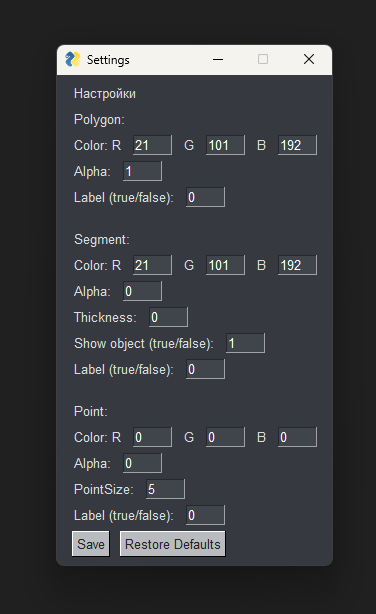 Settings
Настройки
Polygon:
Color: R 21 G 101 B 192
Alpha: 1
Label (true/false): 0
Segment:
Color: R 21 G 101 B 192
Alpha: 0
Thickness: 0
Show object (true/false): 1
Label (true/false): 0
Point:
Color: R 0 G 0 B 0
Alpha: 0
PointSize: 5
Label (true/false): 0
Save Restore Defaults